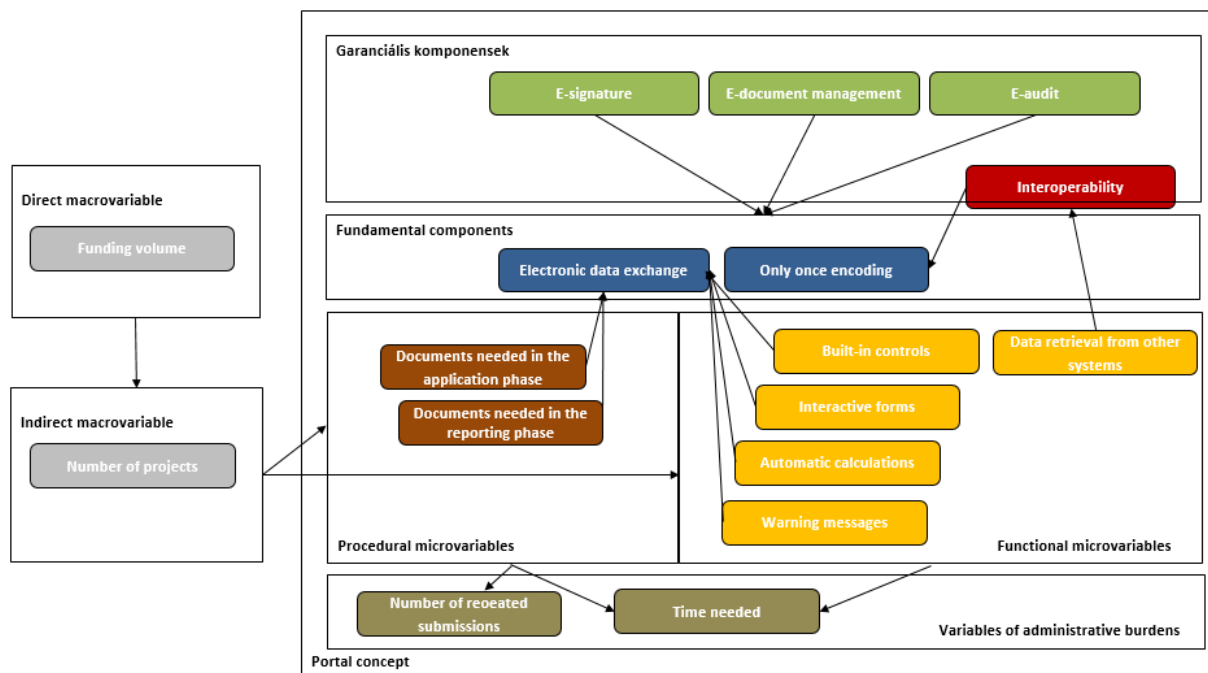 Garanciális komponensek
E-signature
E-document management
E-audit
Interoperability
Direct macrovariable
Funding volume
Fundamental components
Electronic data exchange
Only once encoding
Indirect macrovariable
Number of projects
Documents needed in the
application phase
Documents needed in the
reporting phase
Procedural microvariables
Built-in controls
Data retrieval from other
systems
Interactive forms
Automatic calculations
Warning messages
Functional microvariables
Number of reoeated
submissions
Time needed
Variables of administrative burdens
Portal concept